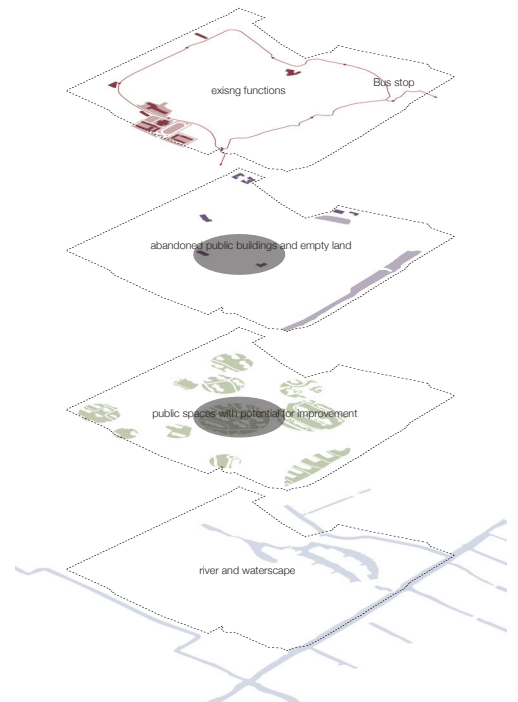 exisng functions
Bus stop
abandoned public buildings and empty land
public spaces with potential for improvement
river and waterscape